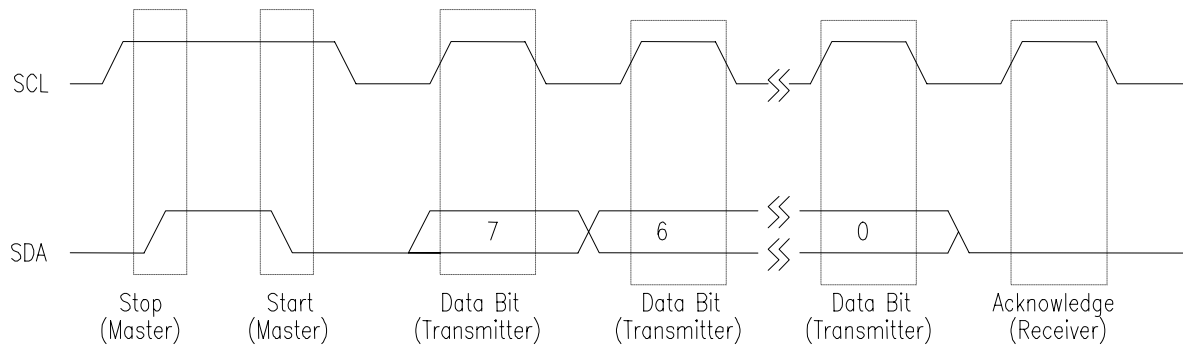 SCL
SDA
7
6
0
Stop
(Master)
Start
(Master)
Data Bit
(Transmitter)
Data Bit
(Transmitter)
Data Bit
(Transmitter)
Acknowledge
(Receiver)